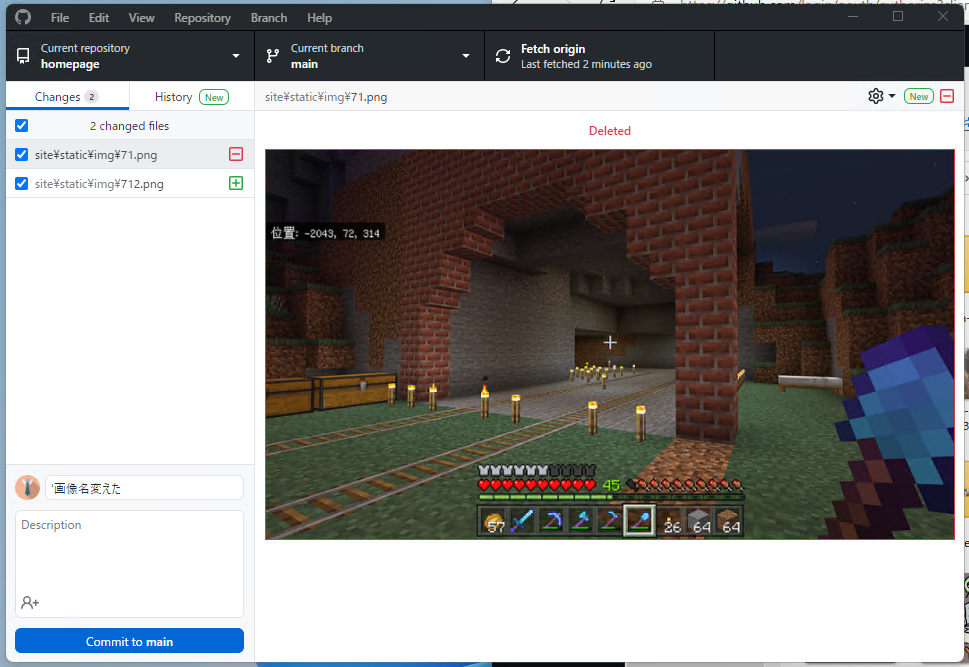 File Edit View Repository Branch Help
Current repository
homepage
Current branch
main
Fetch origin
Last fetched 2 minutes ago
Changes 2
History New
site¥static¥img¥71.png
New
2 changed files
Deleted
site¥static¥img¥71.png
site¥static¥img¥712.png
位置: -2043, 72, 314
45
57 26 64 64
'画像名変えた
Description
Commit to main